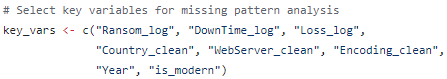 # Select key variables for missing pattern analysis
key_vars <- c("Ransom_log", "DownTime_log", "Loss_log",
"Country_clean", "WebServer_clean", "Encoding_clean",
"Year", "is_modern")